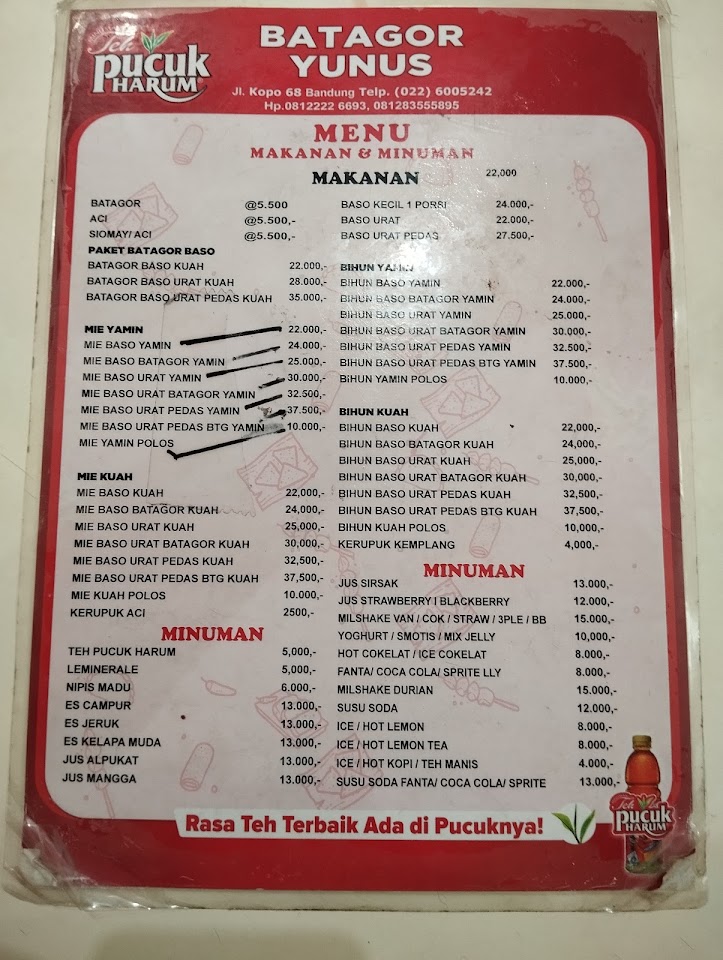 Teh
pucuk
HARUM
BATAGOR
YUNUS
Jl. Kopo 68 Bandung Telp. (022) 6005242
Hp.0812222 6693, 081283555895
MENU
MAKANAN & MINUMAN
MAKANAN 22,000
BATAGOR @5.500
ACI @5.500,-
SIOMAY/ ACI @5.500,-
PAKET BATAGOR BASO
BATAGOR BASO KUAH 22.000,-
BATAGOR BASO URAT KUAH 28.000,-
BATAGOR BASO URAT PEDAS KUAH 35.000,-
MIE YAMIN 22.000,-
MIE BASO YAMIN 24.000,-
MIE BASO BATAGOR YAMIN 25.000,-
MIE BASO URAT YAMIN 30.000,-
MIE BASO URAT BATAGOR YAMIN 32.500,-
MIE BASO URAT PEDAS YAMIN 37.500,-
MIE BASO URAT PEDAS BTG YAMIN 10.000,-
MIE YAMIN POLOS
MIE KUAH
MIE BASO KUAH 22,000,-
MIE BASO BATAGOR KUAH 24,000,-
MIE BASO URAT KUAH 25,000,-
MIE BASO URAT BATAGOR KUAH 30,000,-
MIE BASO URAT PEDAS KUAH 32,500,-
MIE BASO URAT PEDAS BTG KUAH 37,500,-
MIE KUAH POLOS 10.000,-
KERUPUK ACI 2500,-
MINUMAN
TEH PUCUK HARUM 5,000,-
LEMINERALE 5,000,-
NIPIS MADU 6.000,-
ES CAMPUR 13.000,-
ES JERUK 13.000,-
ES KELAPA MUDA 13.000,-
JUS ALPUKAT 13.000,-
JUS MANGGA 13.000,-
BASO KECIL 1 PORSI 24.000,-
BASO URAT 22.000,-
BASO URAT PEDAS 27.500,-
BIHUN YAMIN
BIHUN BASO YAMIN 22.000,-
BIHUN BASO BATAGOR YAMIN 24.000,-
BIHUN BASO URAT YAMIN 25.000,-
BIHUN BASO URAT BATAGOR YAMIN 30.000,-
BIHUN BASO URAT PEDAS YAMIN 32.500,-
BIHUN BASO URAT PEDAS BTG YAMIN 37.500,-
BiHUN YAMIN POLOS 10.000,-
BIHUN KUAH
BIHUN BASO KUAH 22,000,-
BIHUN BASO BATAGOR KUAH 24,000,-
BIHUN BASO URAT KUAH 25,000,-
BIHUN BASO URAT BATAGOR KUAH 30,000,-
BIHUN BASO URAT PEDAS KUAH 32,500,-
BIHUN BASO URAT PEDAS BTG KUAH 37,500,-
BIHUN KUAH POLOS 10,000,-
KERUPUK KEMPLANG 4,000,-
MINUMAN
JUS SIRSAK 13.000,-
JUS STRAWBERRY I BLACKBERRY 12.000,-
MILSHAKE VAN / COK / STRAW / 3PLE / BB 15.000,-
YOGHURT / SMOTIS / MIX JELLY 10,000,-
HOT COKELAT / ICE COKELAT 8.000,-
FANTA/ COCA COLA/ SPRITE LLY 8.000,-
MILSHAKE DURIAN 15.000,-
SUSU SODA 12.000,-
ICE / HOT LEMON 8.000,-
ICE / HOT LEMON TEA 8.000,-
ICE / HOT KOPI / TEH MANIS 4.000,-
SUSU SODA FANTA/ COCA COLA/ SPRITE 13.000,-
Rasa Teh Terbaik Ada di Pucuknya!
Teh
pucuk
HARUM